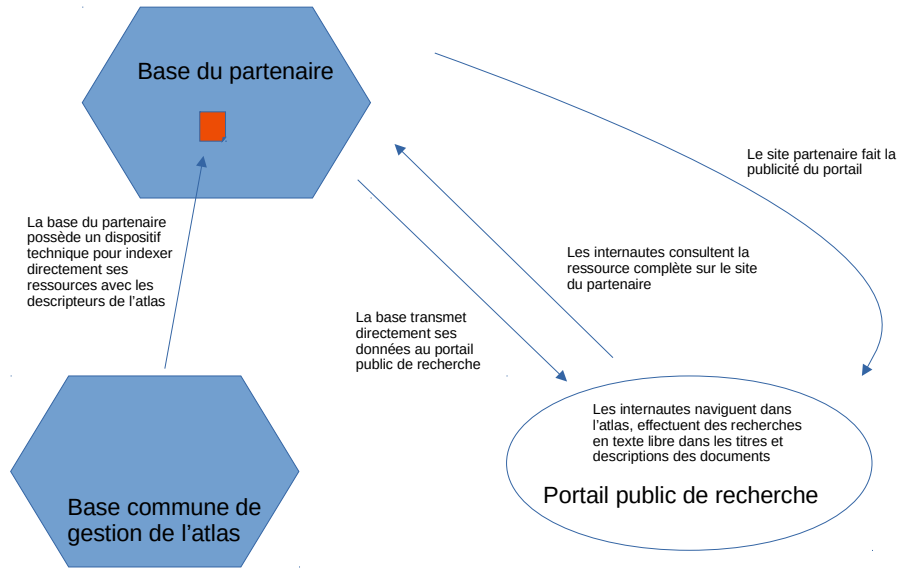 Base du partenaire
Le site partenaire fait la
publicité du portail
La base du partenaire
possède un dispositif
technique pour indexer
directement ses
ressources avec les
descripteurs de l’atlas
Les internautes consultent la
ressource complète sur le site
du partenaire
La base transmet
directement ses
données au portail
public de recherche
Les internautes naviguent dans
l’atlas, effectuent des recherches
en texte libre dans les titres et
descriptions des documents
Portail public de recherche
Base commune de
gestion de l’atlas